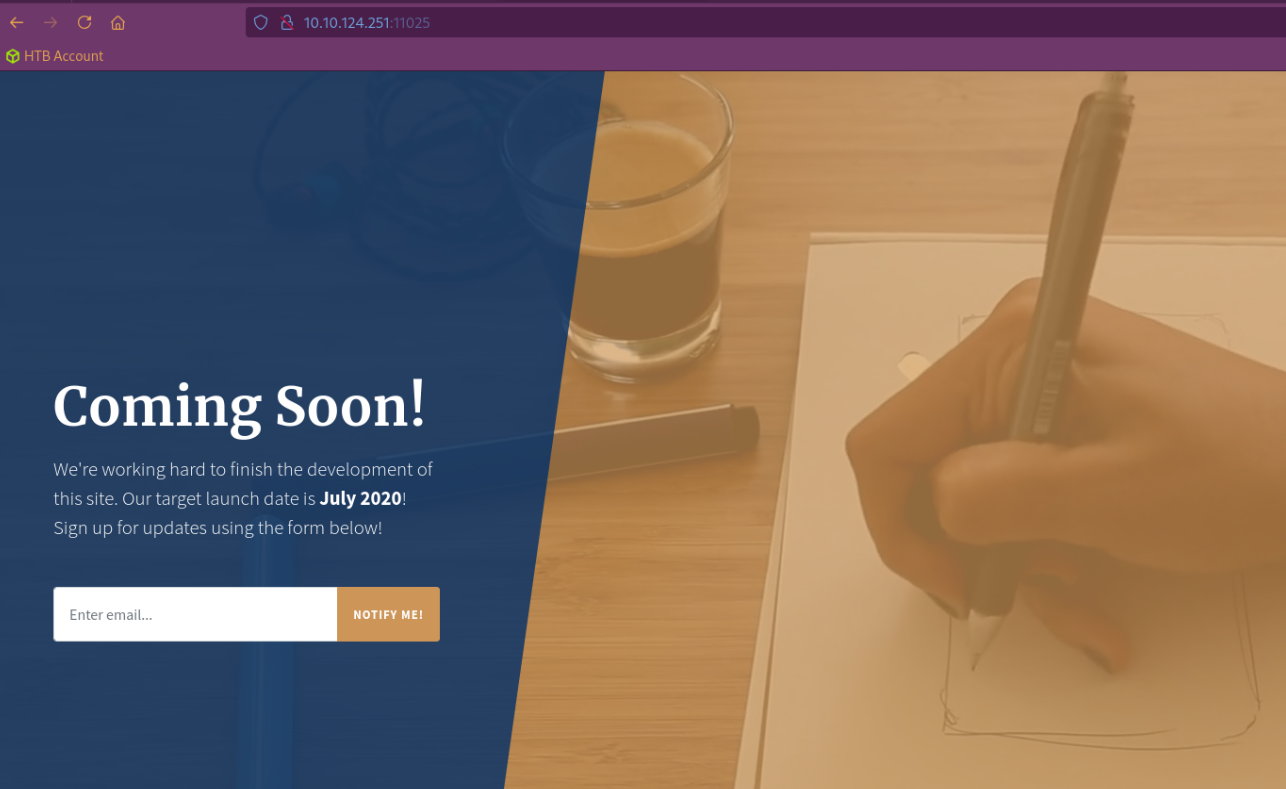 10.10.124.251:11025
HTB Account
Coming Soon!
We're working hard to finish the development of
this site. Our target launch date is July 2020!
Sign up for updates using the form below!
Enter email...
NOTIFY ME!